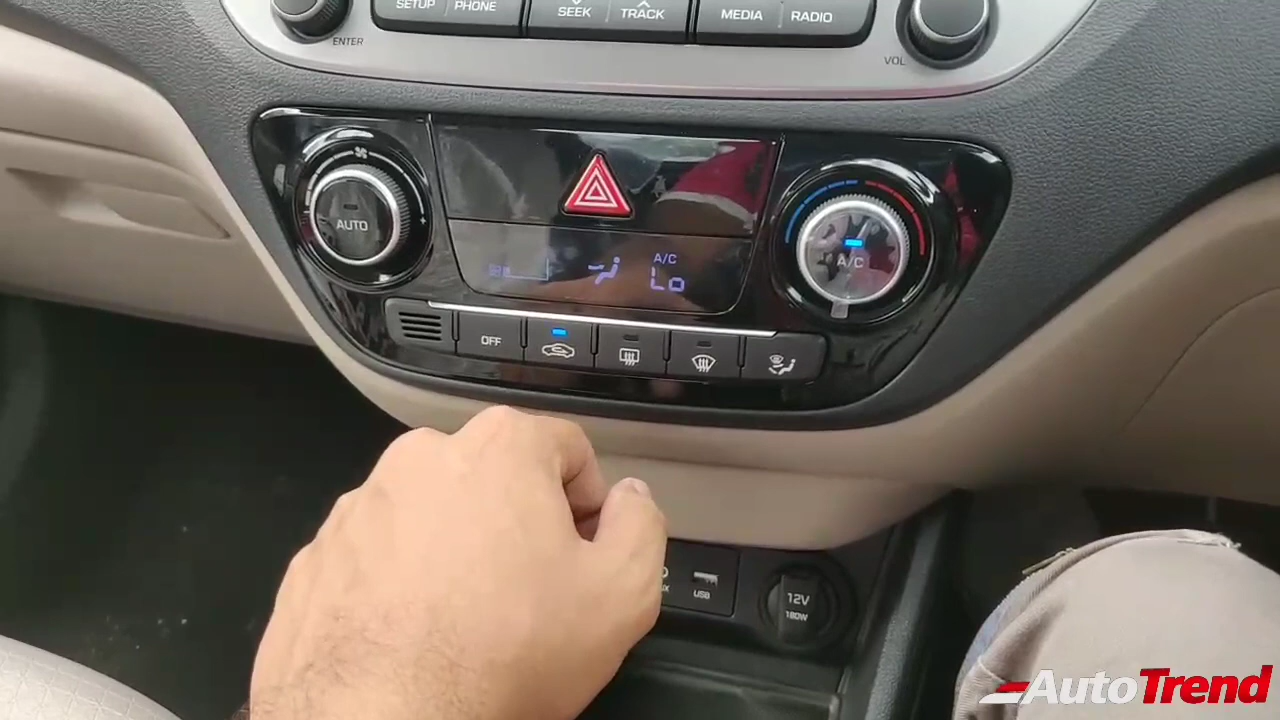 SETUP PHONE
SEEK TRACK
MEDIA RADIO
ENTER
VOL
AUTO
A/C
Lo
A/C
OFF
USB
12V
180W
AutoTrend